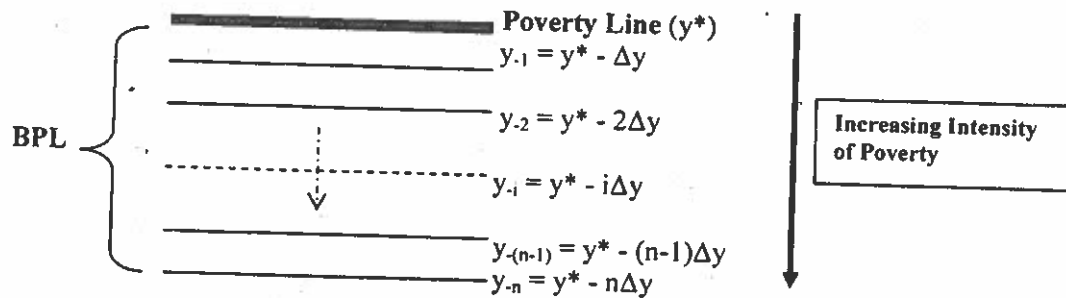 Poverty Line (y*)
y-1 = y* - Δy
y-2 = y* - 2Δy
BPL
Increasing Intensity
of Poverty
y-i = y* - iΔy
y-(n-1) = y* - (n-1)Δy
y-n = y* - nΔy